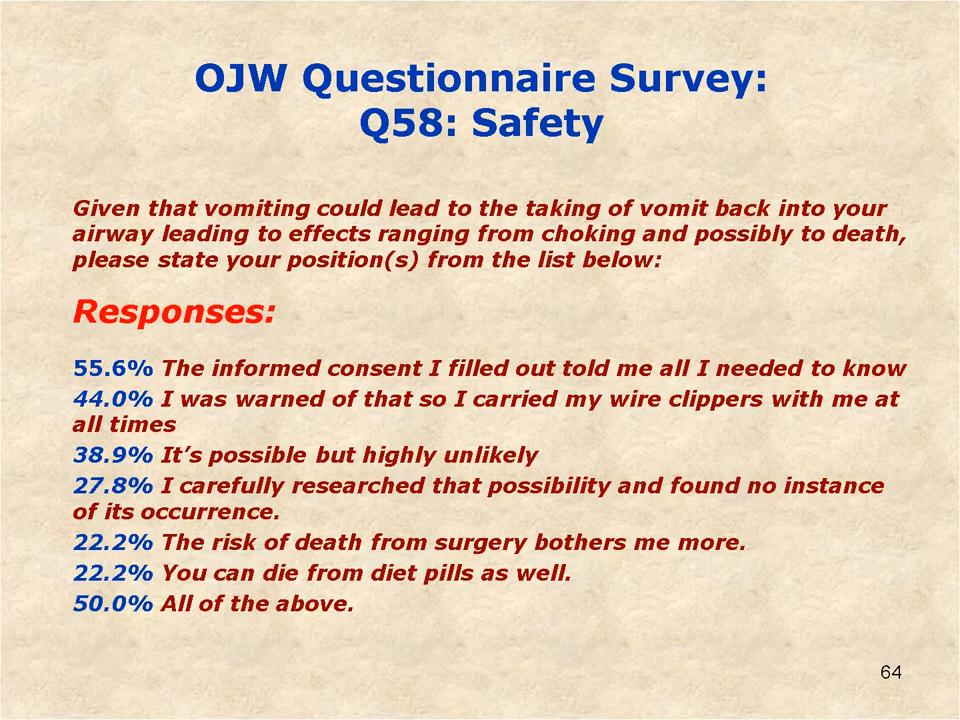 OJW Questionnaire Survey:
Q58: Safety
Given that vomiting could lead to the taking of vomit back into your
airway leading to effects ranging from choking and possibly to death,
please state your position(s) from the list below:
Responses:
55.6% The informed consent I filled out told me all I needed to know
44.0% I was warned of that so I carried my wire clippers with me at
all times
38.9% It’s possible but highly unlikely
27.8% I carefully researched that possibility and found no instance
of its occurrence.
22.2% The risk of death from surgery bothers me more.
22.2% You can die from diet pills as well.
50.0% All of the above.
64